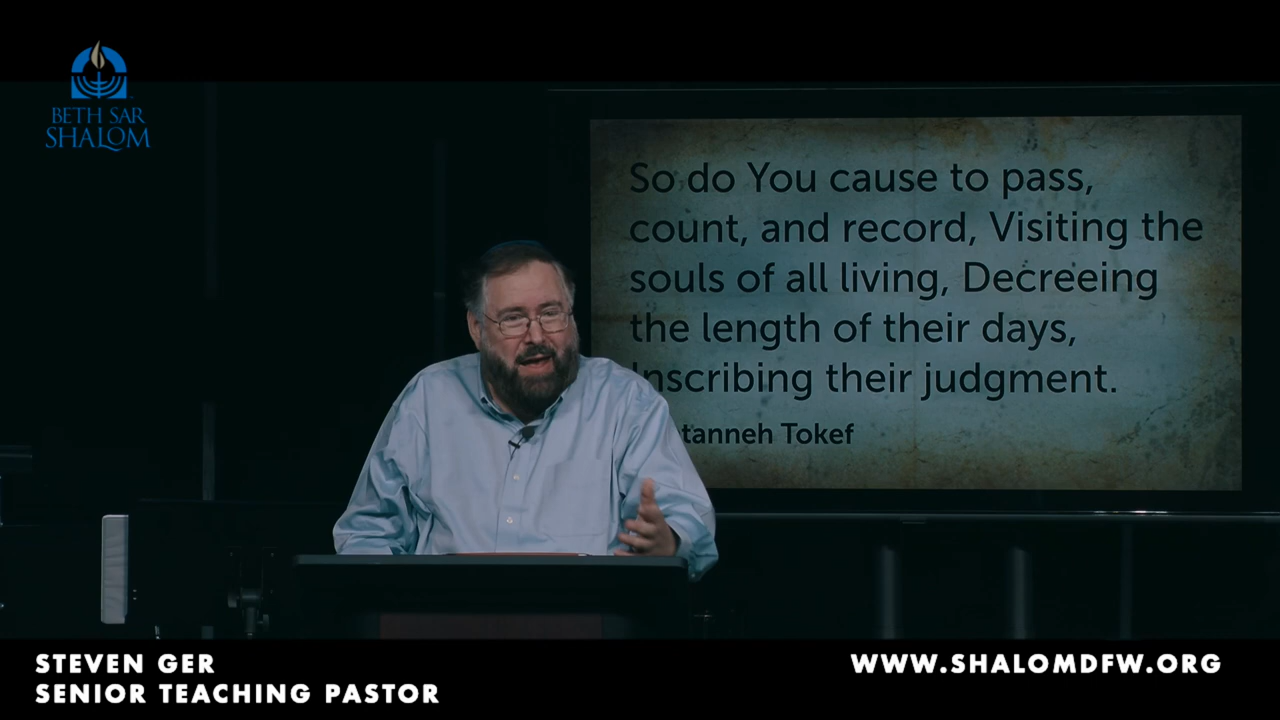 BETH SAR
SHALOM
So do You cause to pass,
count, and record, Visiting the
souls of all living, Decreeing
the length of their days,
Inscribing their judgment.
tanneh Tokef
STEVEN GER
SENIOR TEACHING PASTOR
WWW.SHALOMDFW.ORG